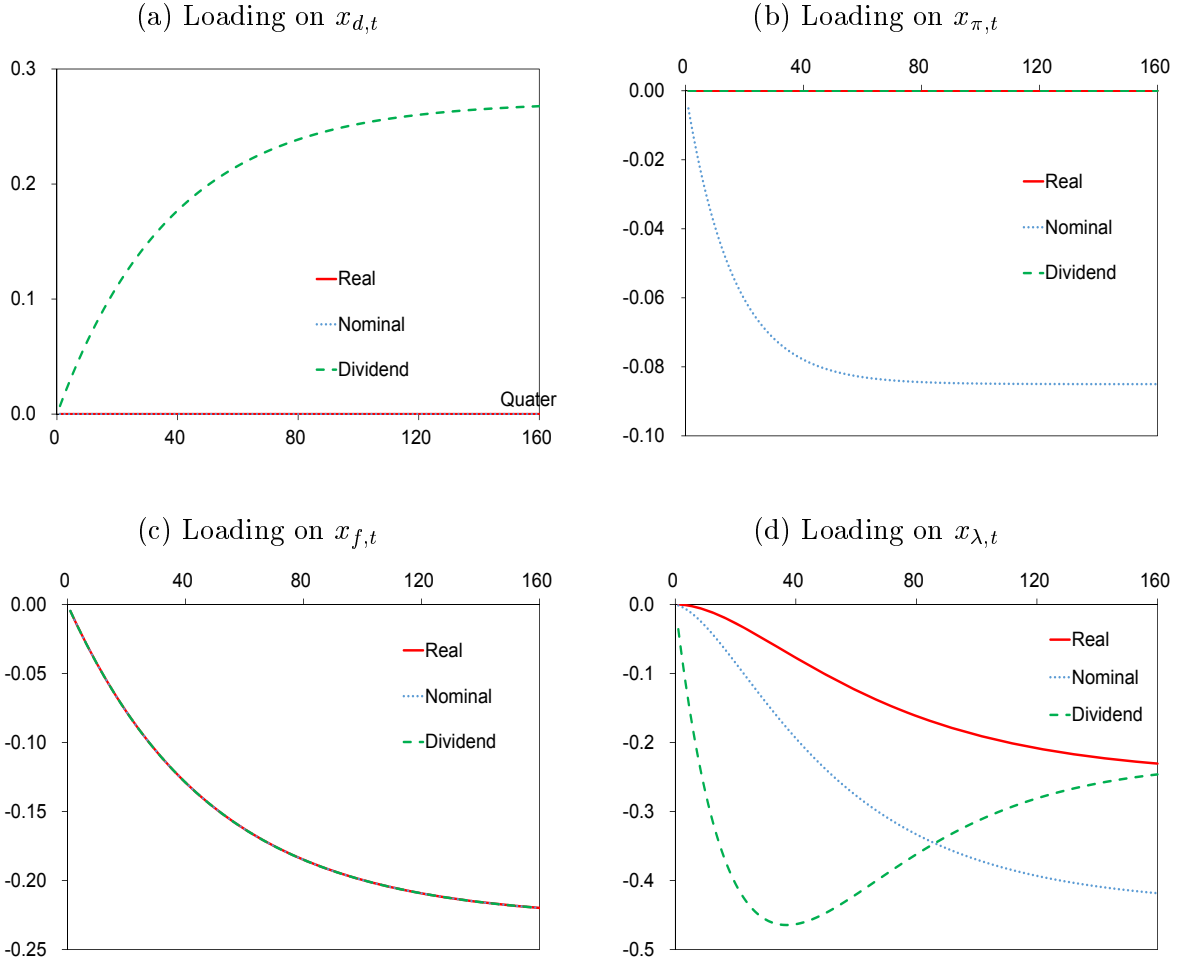 (a) Loading on x_{d,t}
0.3
0.2
0.1
0.0
Real
Nominal
Dividend
Quater
0 40 80 120 160
(b) Loading on x_{π,t}
0 40 80 120 160
0.00
-0.02
-0.04
-0.06
-0.08
-0.10
Real
Nominal
Dividend
(c) Loading on x_{f,t}
0 40 80 120 160
0.00
-0.05
-0.10
-0.15
-0.20
-0.25
Real
Nominal
Dividend
(d) Loading on x_{λ,t}
0 40 80 120 160
0.0
-0.1
-0.2
-0.3
-0.4
-0.5
Real
Nominal
Dividend